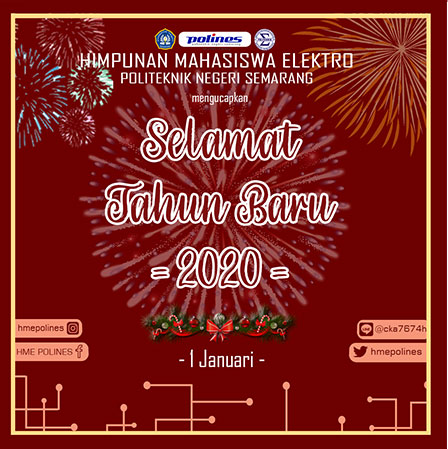 polines
HIMPUNAN MAHASISWA ELEKTRO
POLITEKNIK NEGERI SEMARANG
mengucapkan
Selamat
Tahun Baru
= 2020 =
hmepolines
@cka7674h
HME POLINES
hmepolines
- 1 Januari -